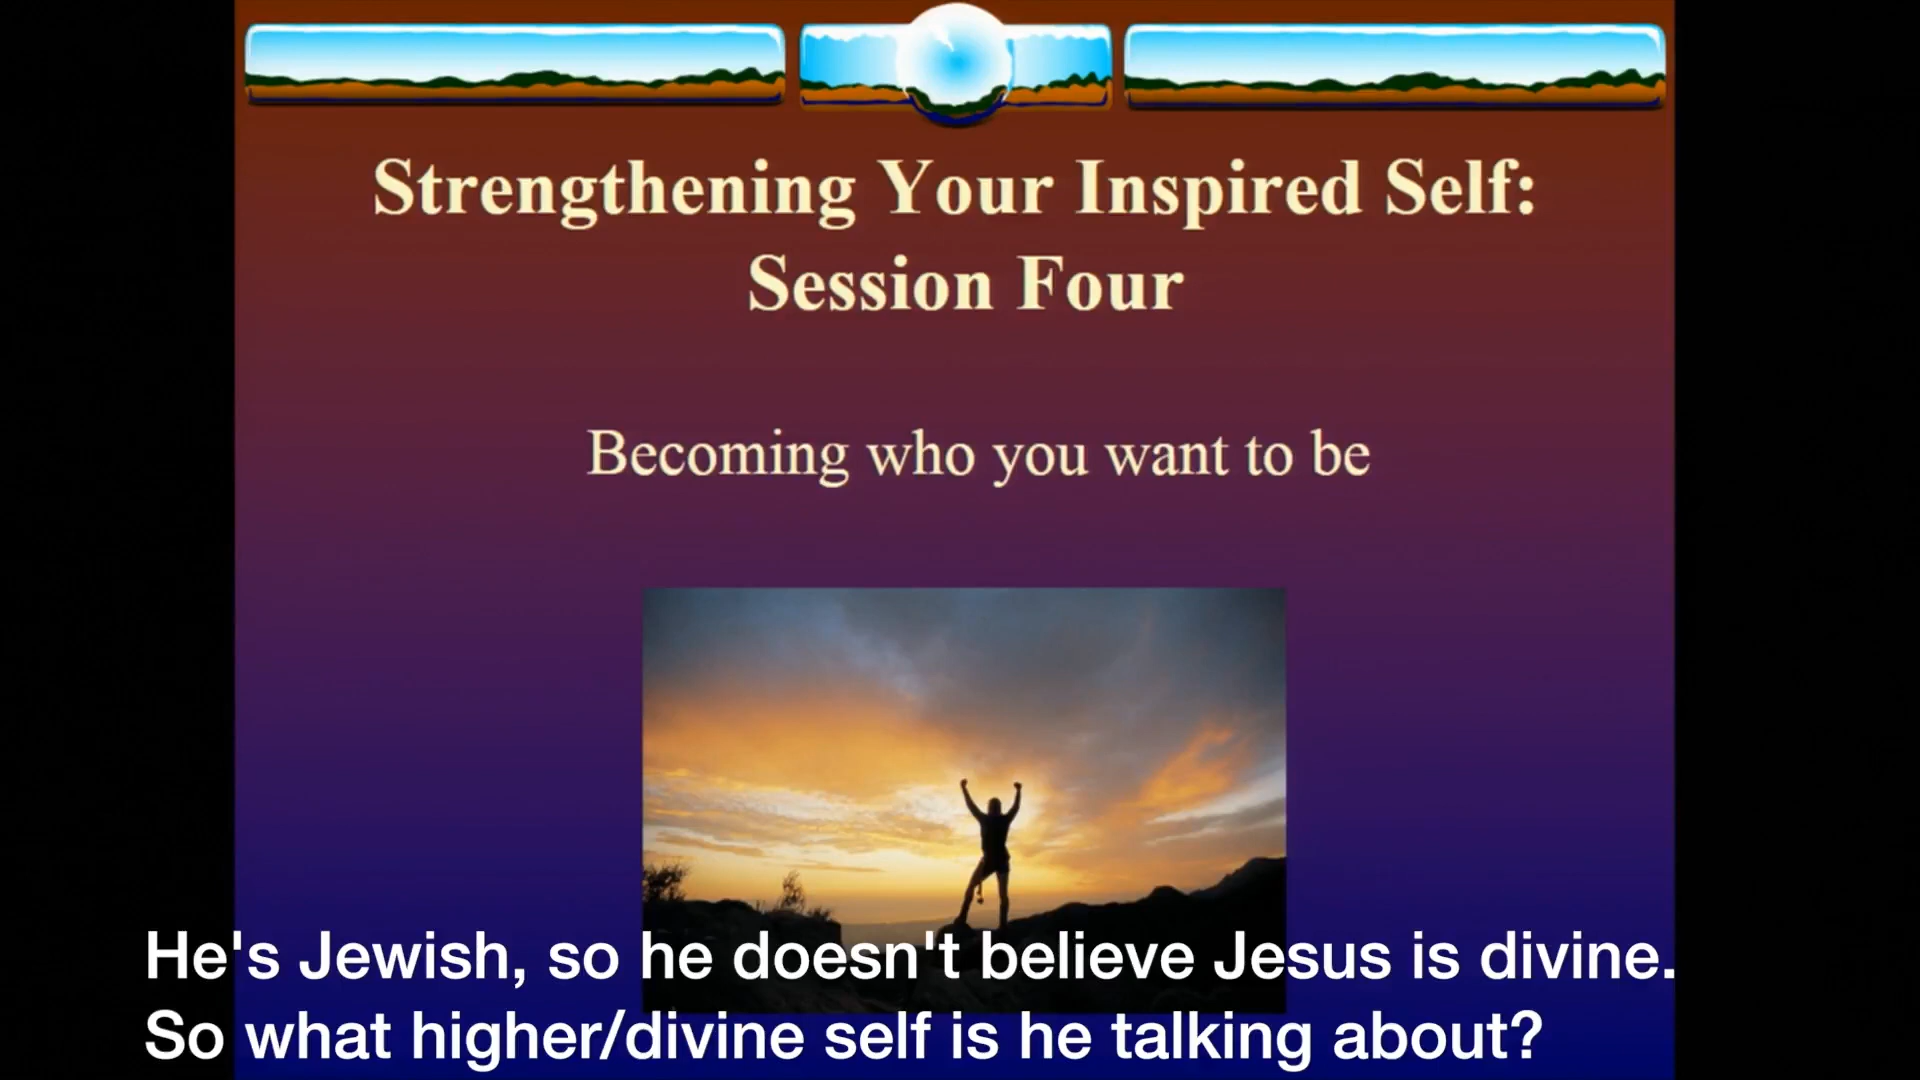 Strengthening Your Inspired Self:
Session Four
Becoming who you want to be
He's Jewish, so he doesn't believe Jesus is divine.
So what higher/divine self is he talking about?